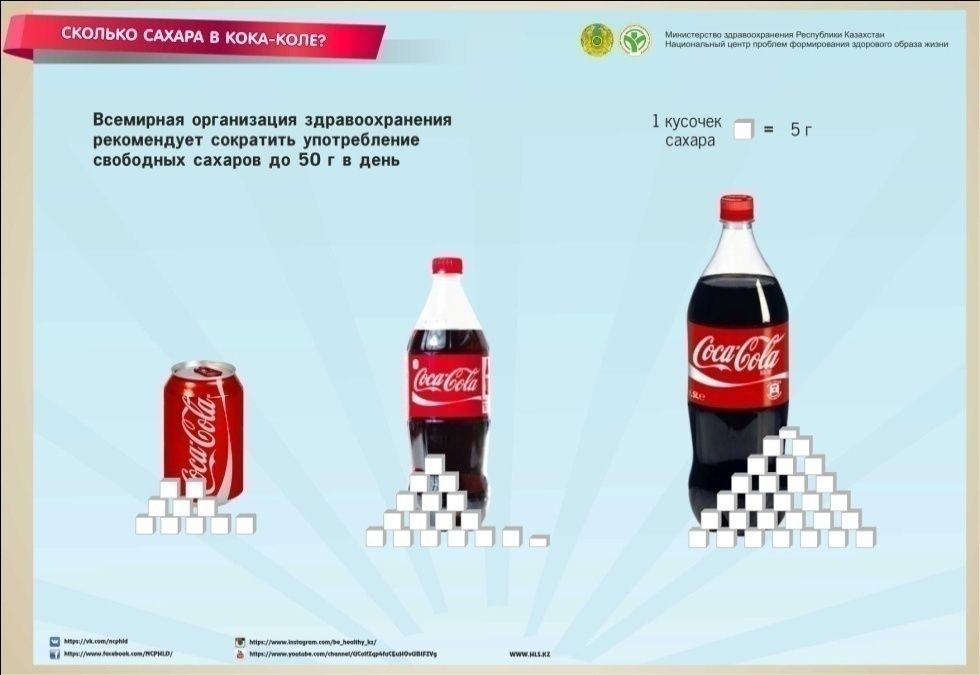 СКОЛЬКО САХАРА В КОКА-КОЛЕ?
Министерство здравоохранения Республики Казахстан
Национальный центр проблем формирования здорового образа жизни
Всемирная организация здравоохранения
рекомендует сократить употребление
свободных сахаров до 50 г в день
1 кусочек
сахара
= 5 г
Coca-Cola
Coca-Cola
Coca-Cola
https://vk.com/ncphld
https://www.facebook.com/NCPHLD/
https://www.instagram.com/be_healthy_kz/
WWW.HLS.KZ